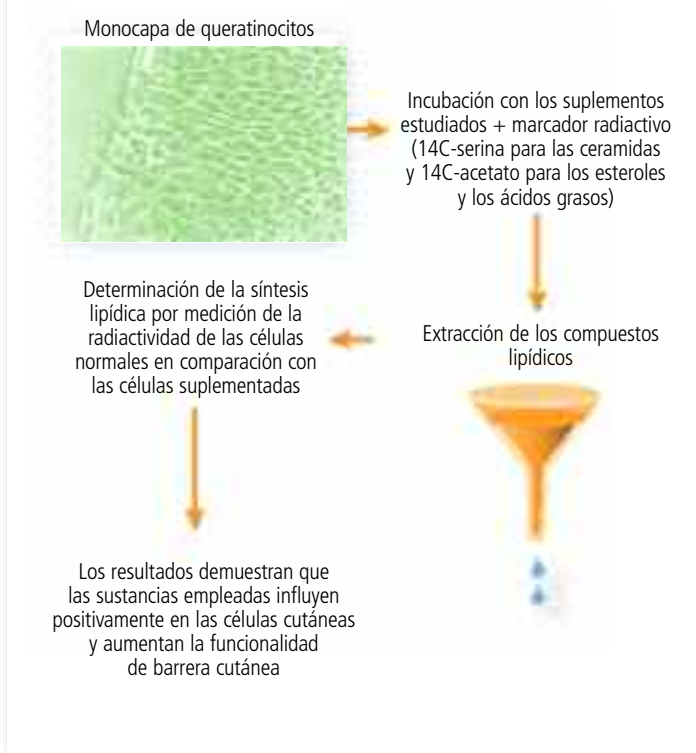 Monocapa de queratinocitos
Incubación con los suplementos
estudiados + marcador radiactivo
(14C-serina para las ceramidas
y 14C-acetato para los esteroles
y los ácidos grasos)
Extracción de los compuestos
lipídicos
Determinación de la síntesis
lipídica por medición de la
radiactividad de las células
normales en comparación con
las células suplementadas
Los resultados demuestran que
las sustancias empleadas influyen
positivamente en las células cutáneas
y aumentan la funcionalidad
de barrera cutánea